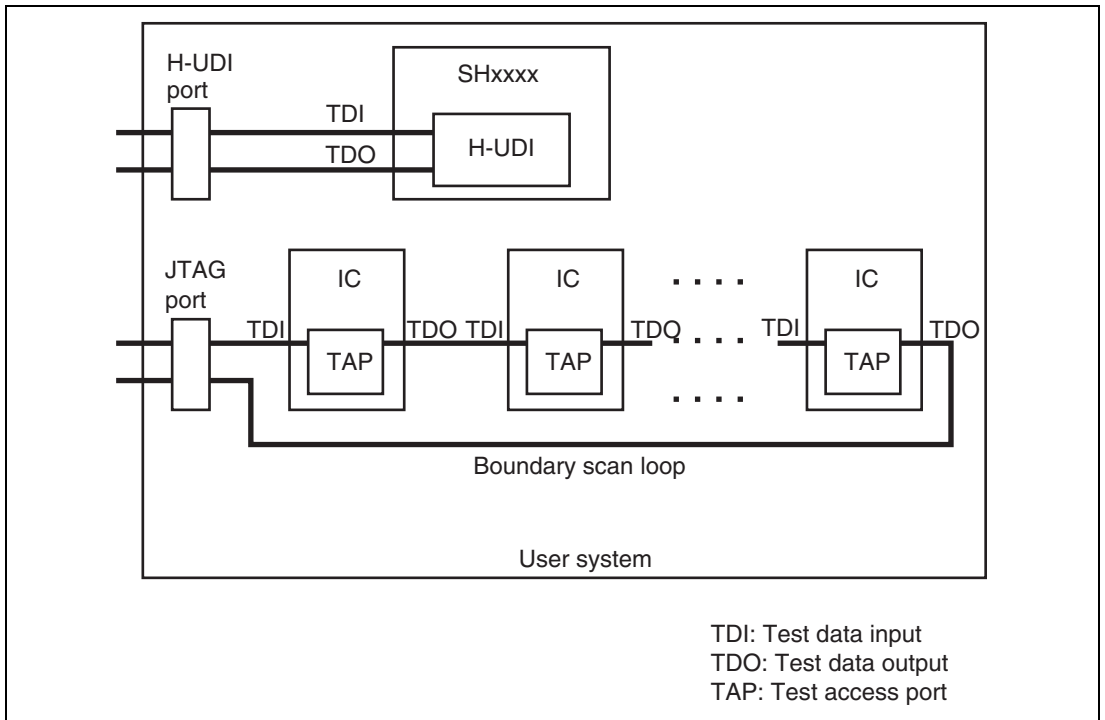 H-UDI
port
SHxxxx
TDI
H-UDI
TDO
JTAG
port
IC
IC
IC
TDI
TDO
TDI
TDO
TDI
TDO
TAP
TAP
TAP
Boundary scan loop
User system
TDI: Test data input
TDO: Test data output
TAP: Test access port